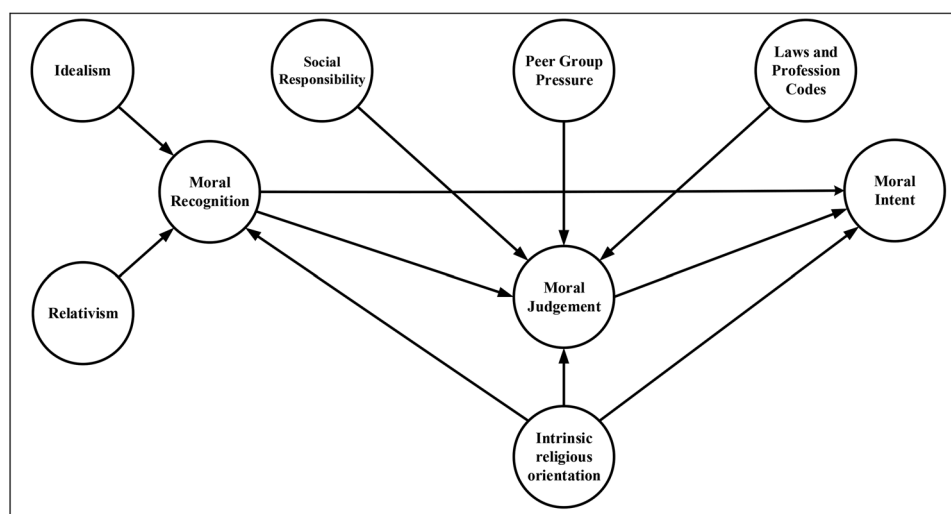 Idealism
Social
Responsibility
Peer Group
Pressure
Laws and
Profession
Codes
Moral
Recognition
Moral
Intent
Relativism
Moral
Judgement
Intrinsic
religious
orientation